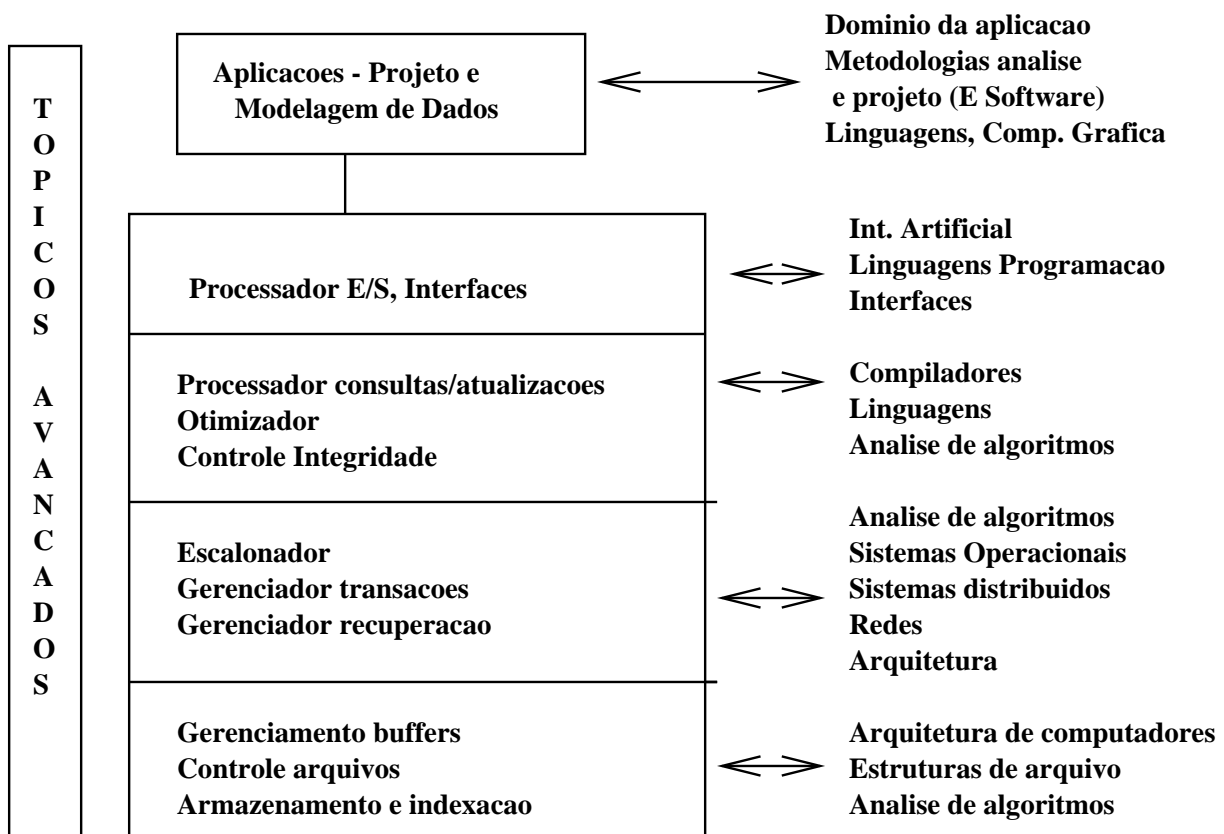 TOPICOS AVANCADOS
Aplicacoes - Projeto e
Modelagem de Dados
Dominio da aplicacao
Metodologias analise
e projeto (E Software)
Linguagens, Comp. Grafica
Processador E/S, Interfaces
Int. Artificial
Linguagens Programacao
Interfaces
Processador consultas/atualizacoes
Otimizador
Controle Integridade
Compiladores
Linguagens
Analise de algoritmos
Escalonador
Gerenciador transacoes
Gerenciador recuperacao
Analise de algoritmos
Sistemas Operacionais
Sistemas distribuidos
Redes
Arquitetura
Gerenciamento buffers
Controle arquivos
Armazenamento e indexacao
Arquitetura de computadores
Estruturas de arquivo
Analise de algoritmos